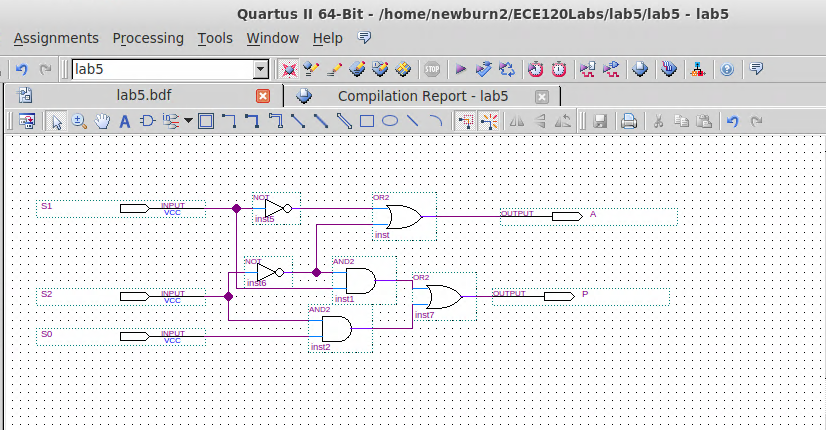 Quartus II 64-Bit - /home/newburn2/ECE120Labs/lab5/lab5 - lab5
Assignments Processing Tools Window Help
lab5
STOP
lab5.bdf
Compilation Report - lab5
A
S1
INPUT
VCC
NOT
inst5
OR2
inst
OUTPUT
A
NOT
inst6
AND2
inst1
OR2
inst7
OUTPUT
P
S2
INPUT
VCC
AND2
inst2
S0
INPUT
VCC